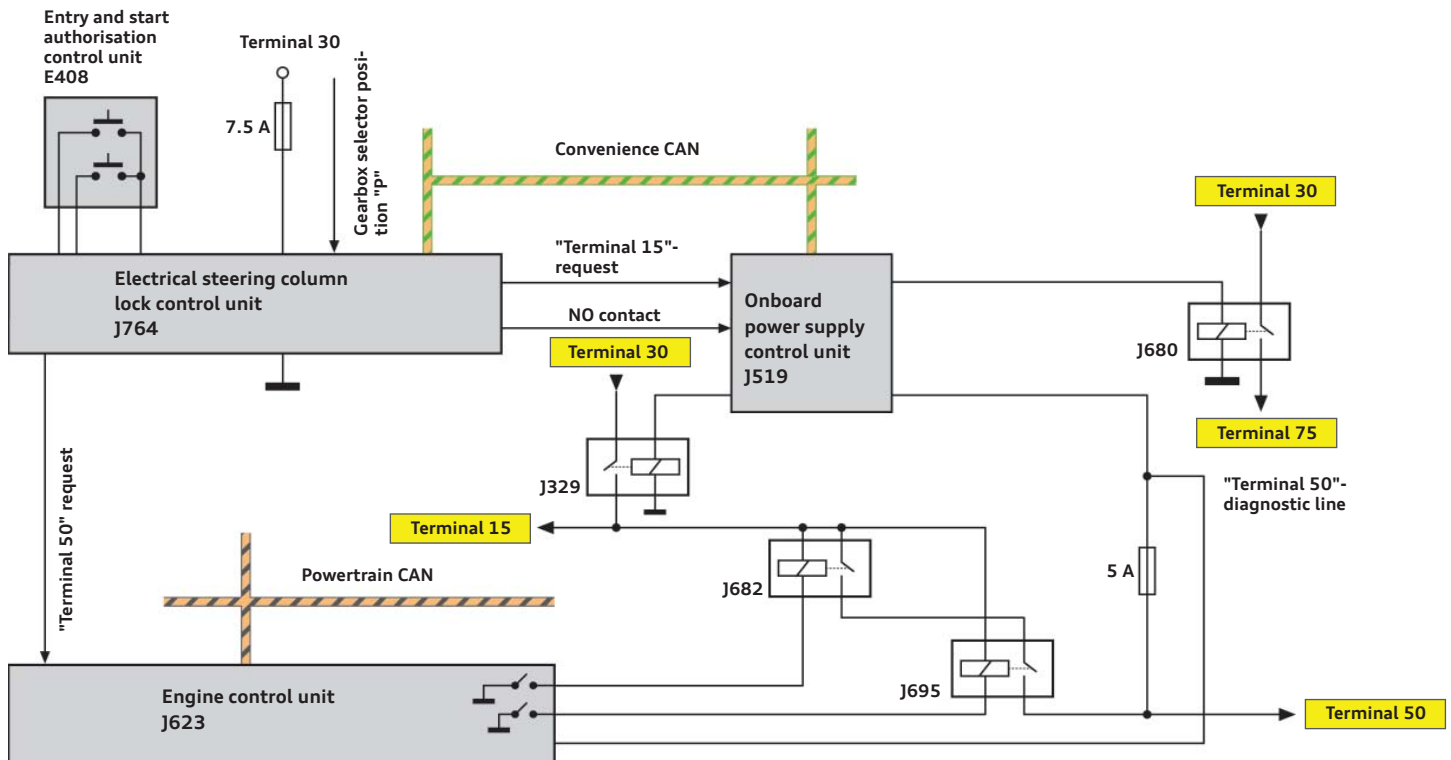 Entry and start
authorisation
control unit
E408
Terminal 30
7.5 A
Gearbox selector posi-
tion "P"
Convenience CAN
Terminal 30
Electrical steering column
lock control unit
J764
"Terminal 15"-
request
NO contact
Onboard
power supply
control unit
J519
Terminal 30
J680
Terminal 75
J329
"Terminal 50"-
diagnostic line
Terminal 15
"Terminal 50" request
Powertrain CAN
J682
5 A
Engine control unit
J623
J695
Terminal 50